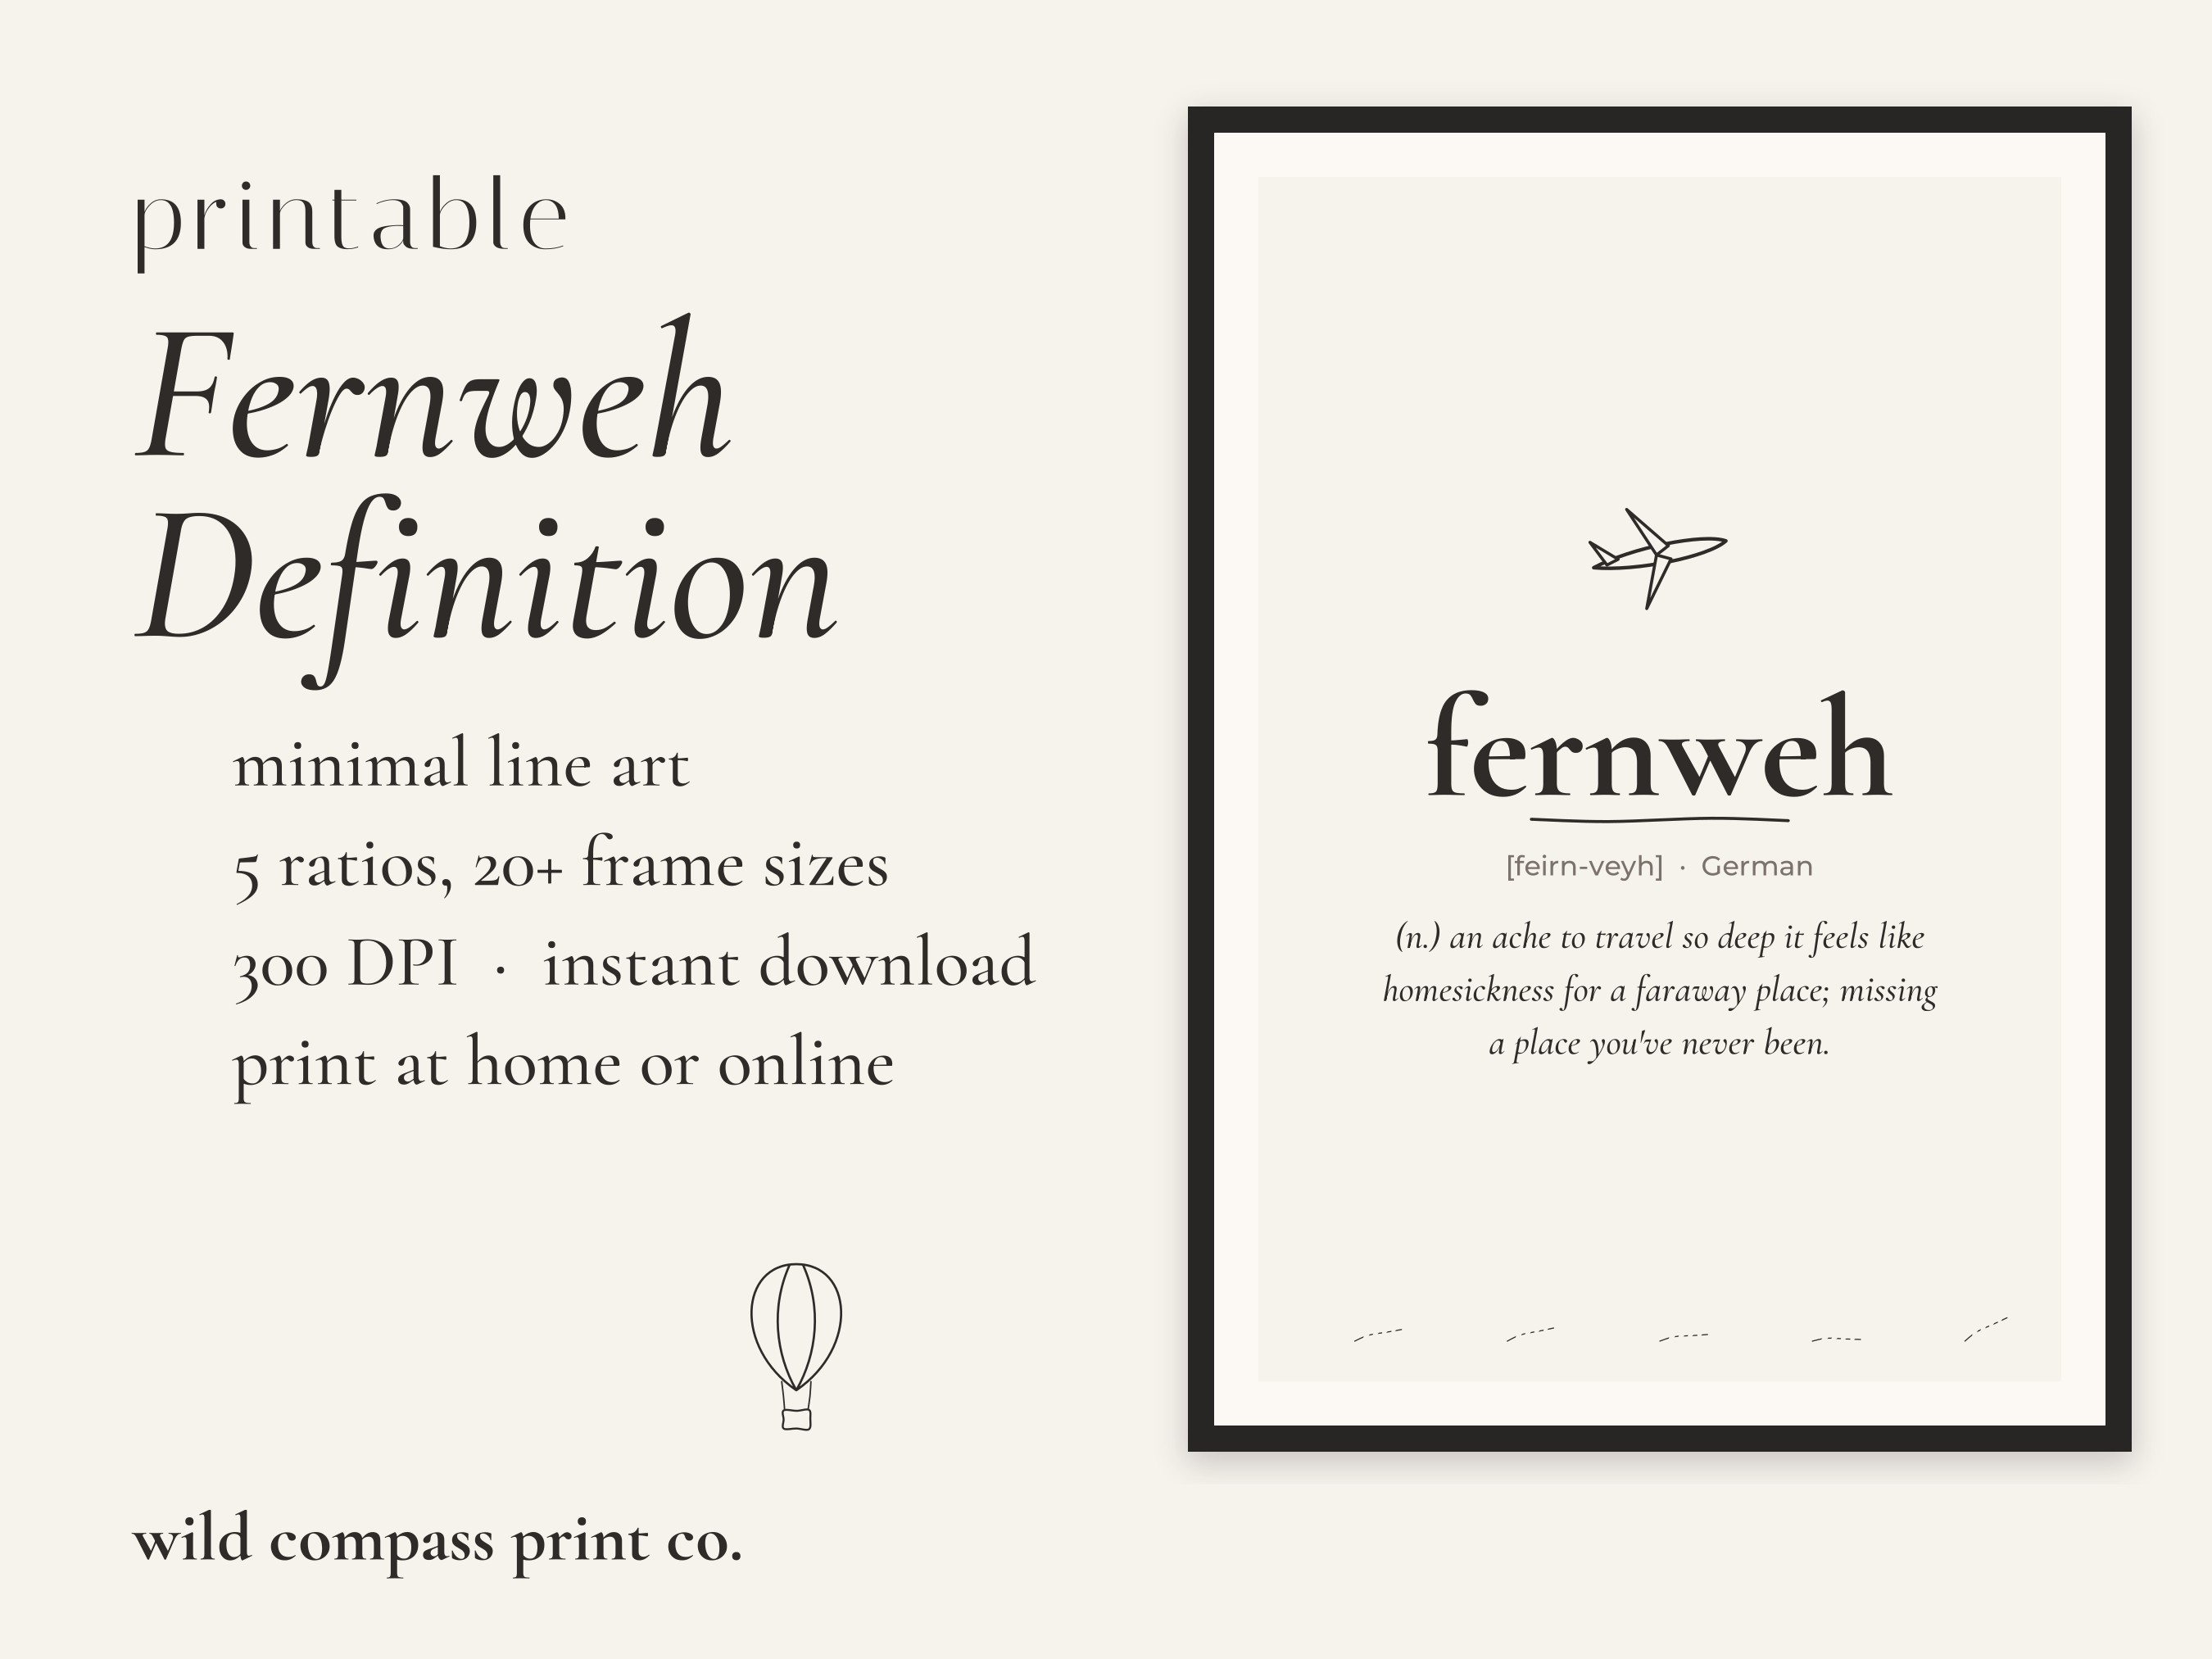 printable
Fernweh
Definition
minimal line art
5 ratios, 20+ frame sizes
300 DPI · instant download
print at home or online
wild compass print co.
fernweh
[feirn-veyh] · German
(n.) an ache to travel so deep it feels like
homesickness for a faraway place; missing
a place you've never been.